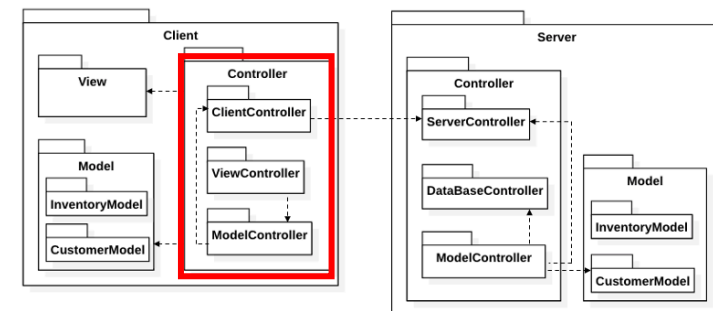 Client
View
Controller
ClientController
ViewController
ModelController
Model
InventoryModel
CustomerModel
Server
Controller
ServerController
DataBaseController
ModelController
Model
InventoryModel
CustomerModel